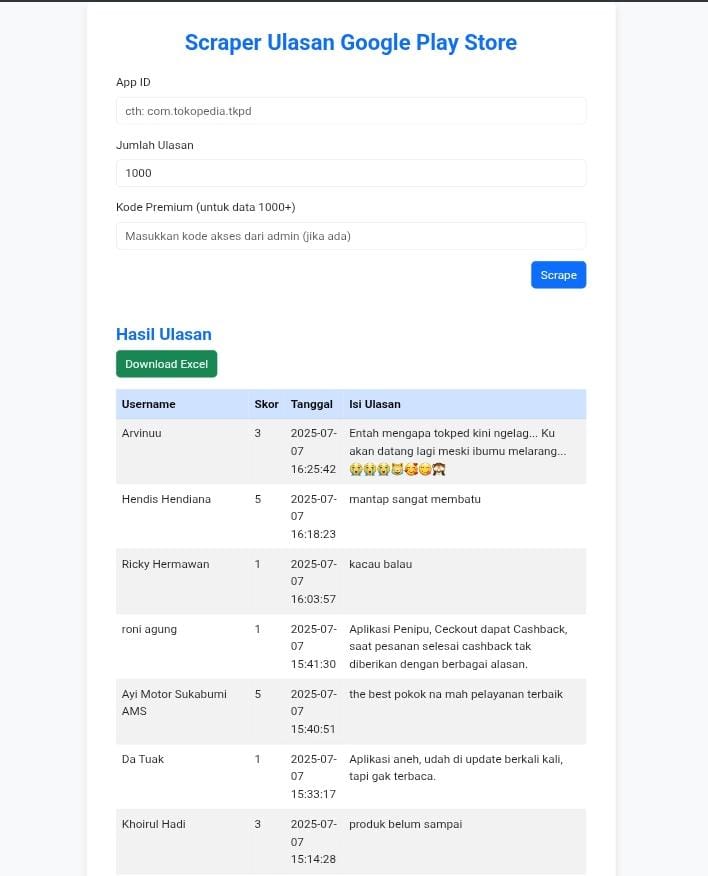 Scraper Ulasan Google Play Store
App ID
cth: com.tokopedia.tkpd
Jumlah Ulasan
1000
Kode Premium (untuk data 1000+)
Masukkan kode akses dari admin (jika ada)
Scrape
Hasil Ulasan
Download Excel
Username Skor Tanggal Isi Ulasan
Arvinuu 3 2025-07- Entah mengapa tokped kini ngelag... Ku
07 akan datang lagi meski ibumu melarang...
16:25:42 😭😭😭😹🥰😋🙈
Hendis Hendiana 5 2025-07- mantap sangat membatu
07
16:18:23
Ricky Hermawan 1 2025-07- kacau balau
07
16:03:57
roni agung 1 2025-07- Aplikasi Penipu, Ceckout dapat Cashback,
07 saat pesanan selesai cashback tak
15:41:30 diberikan dengan berbagai alasan.
Ayi Motor Sukabumi 5 2025-07- the best pokok na mah pelayanan terbaik
AMS 07
15:40:51
Da Tuak 1 2025-07- Aplikasi aneh, udah di update berkali kali,
07 tapi gak terbaca.
15:33:17
Khoirul Hadi 3 2025-07- produk belum sampai
07
15:14:28